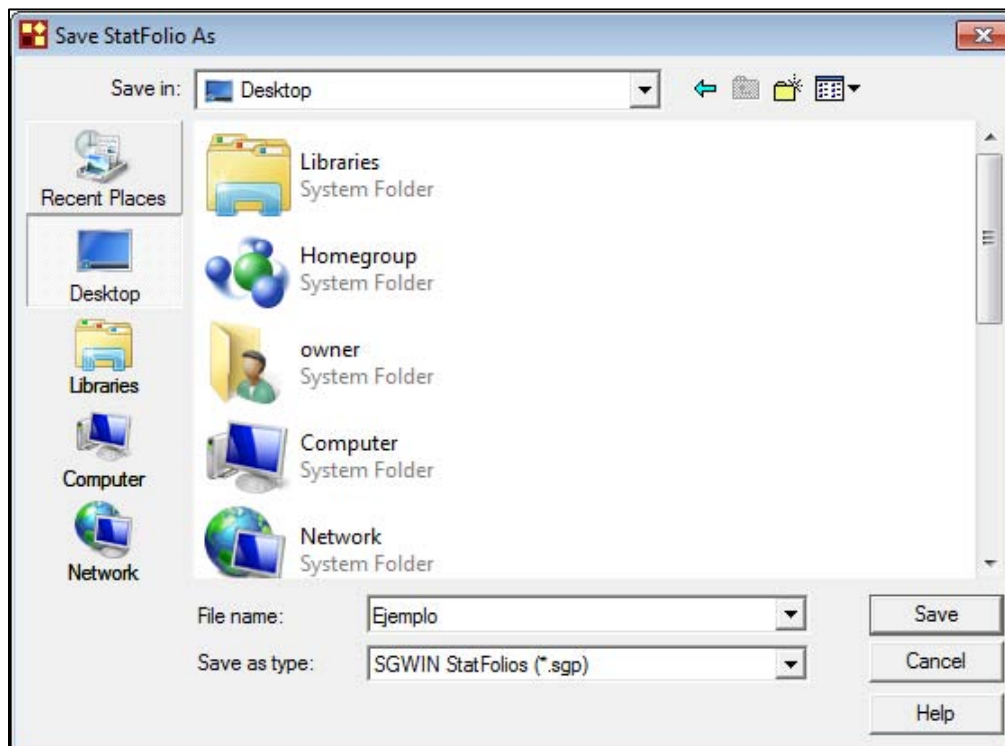 Save StatFolio As
Save in:
Desktop
Recent Places
Desktop
Libraries
Computer
Network
Libraries
System Folder
Homegroup
System Folder
owner
System Folder
Computer
System Folder
Network
System Folder
File name:
Ejemplo
Save
Save as type:
SGWIN StatFolios (*.sgp)
Cancel
Help